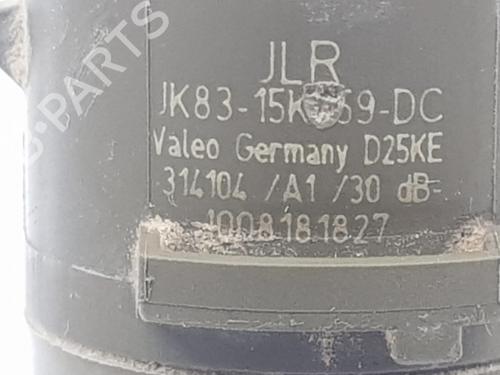 B-PARTS
JLR
Valeo Germany D25KE
314104 /A1 /30 dB-
1008181827